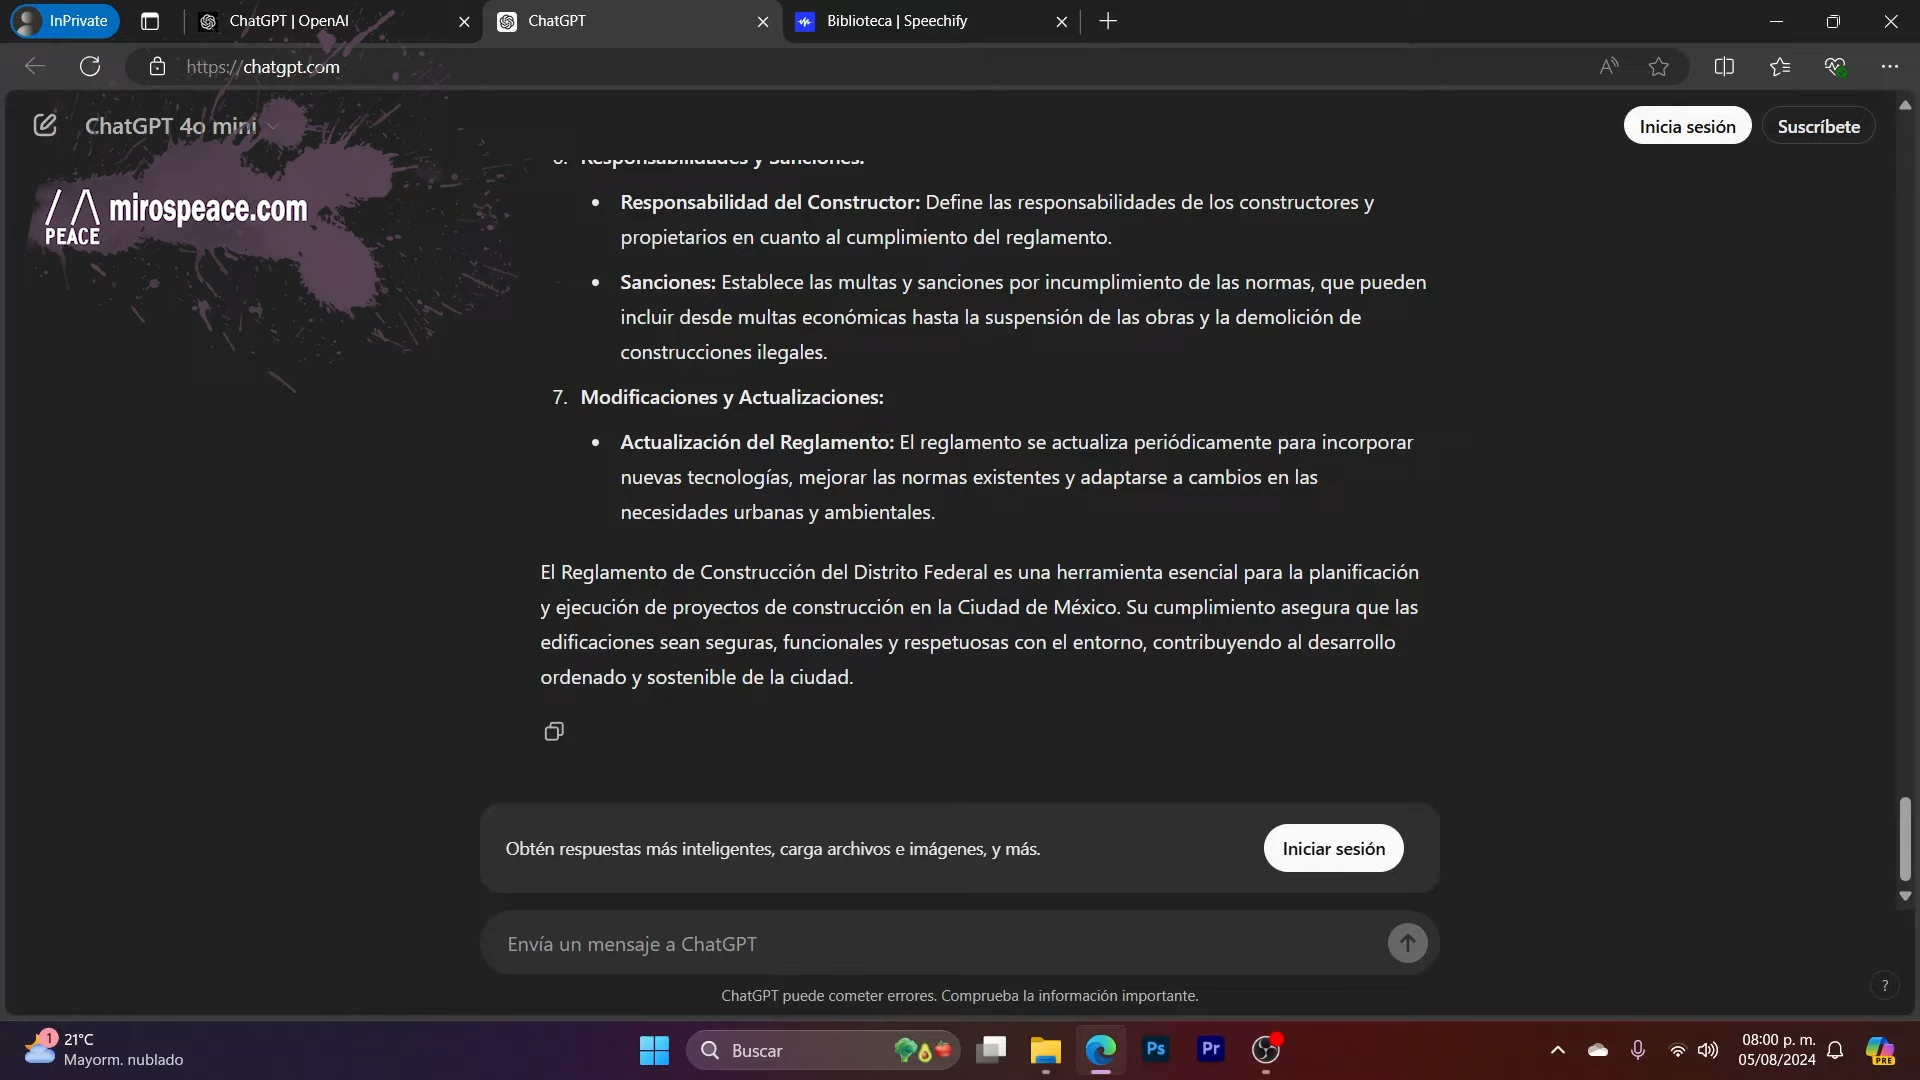 InPrivate
ChatGPT | OpenAI
ChatGPT
Biblioteca | Speechify
https://chatgpt.com
ChatGPT 4o mini
Inicia sesión
Suscríbete
PEACE
mirospeace.com
6. Responsabilidades y Sanciones:
• Responsabilidad del Constructor: Define las responsabilidades de los constructores y
propietarios en cuanto al cumplimiento del reglamento.
• Sanciones: Establece las multas y sanciones por incumplimiento de las normas, que pueden
incluir desde multas económicas hasta la suspensión de las obras y la demolición de
construcciones ilegales.
7. Modificaciones y Actualizaciones:
• Actualización del Reglamento: El reglamento se actualiza periódicamente para incorporar
nuevas tecnologías, mejorar las normas existentes y adaptarse a cambios en las
necesidades urbanas y ambientales.
El Reglamento de Construcción del Distrito Federal es una herramienta esencial para la planificación
y ejecución de proyectos de construcción en la Ciudad de México. Su cumplimiento asegura que las
edificaciones sean seguras, funcionales y respetuosas con el entorno, contribuyendo al desarrollo
ordenado y sostenible de la ciudad.
Obtén respuestas más inteligentes, carga archivos e imágenes, y más.
Iniciar sesión
Envía un mensaje a ChatGPT
ChatGPT puede cometer errores. Comprueba la información importante.
?
1
21°C
Mayorm. nublado
Buscar
Ps
Pr
08:00 p. m.
05/08/2024
PRE